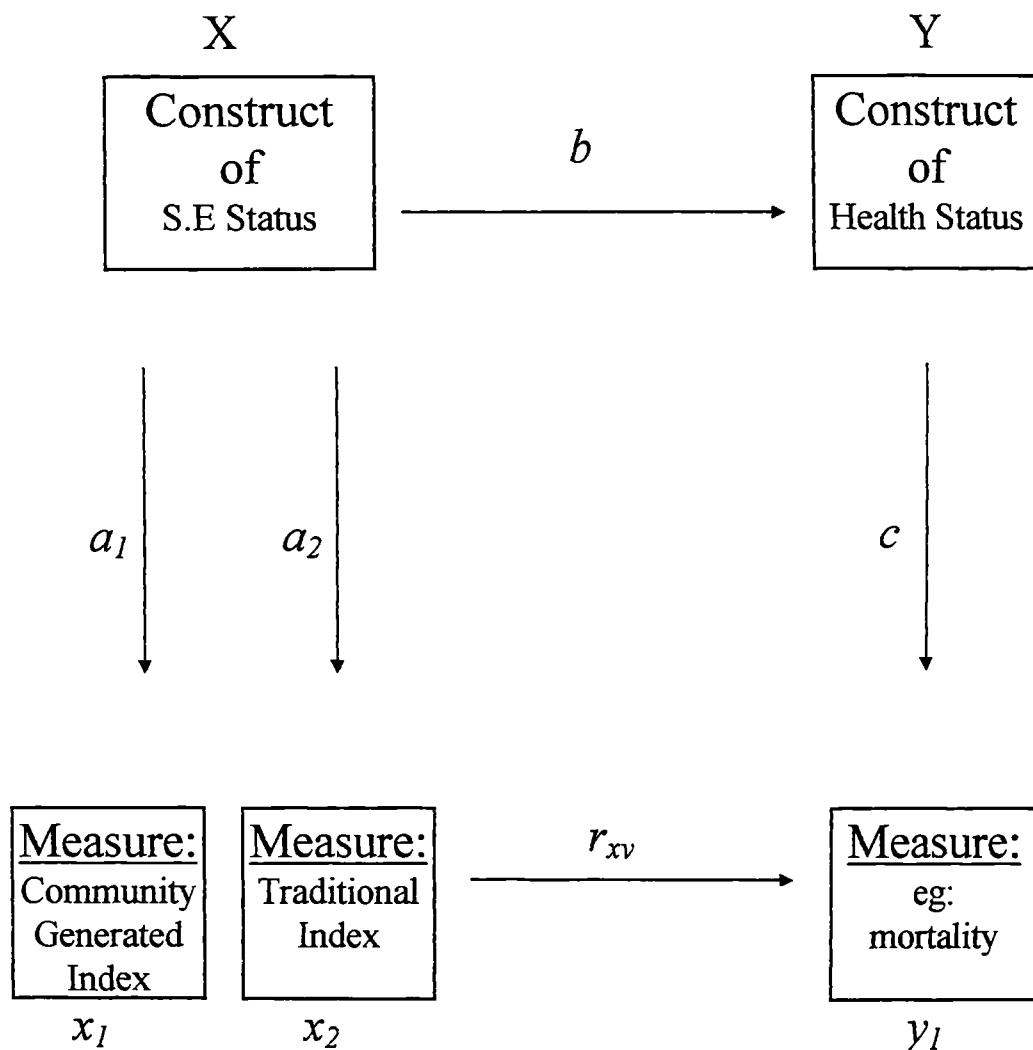 X
Y
Construct
of
S.E Status
b
Construct
of
Health Status
a1
a2
c
Measure:
Community
Generated
Index
x1
Measure:
Traditional
Index
x2
rxv
Measure:
eg:
mortality
y1